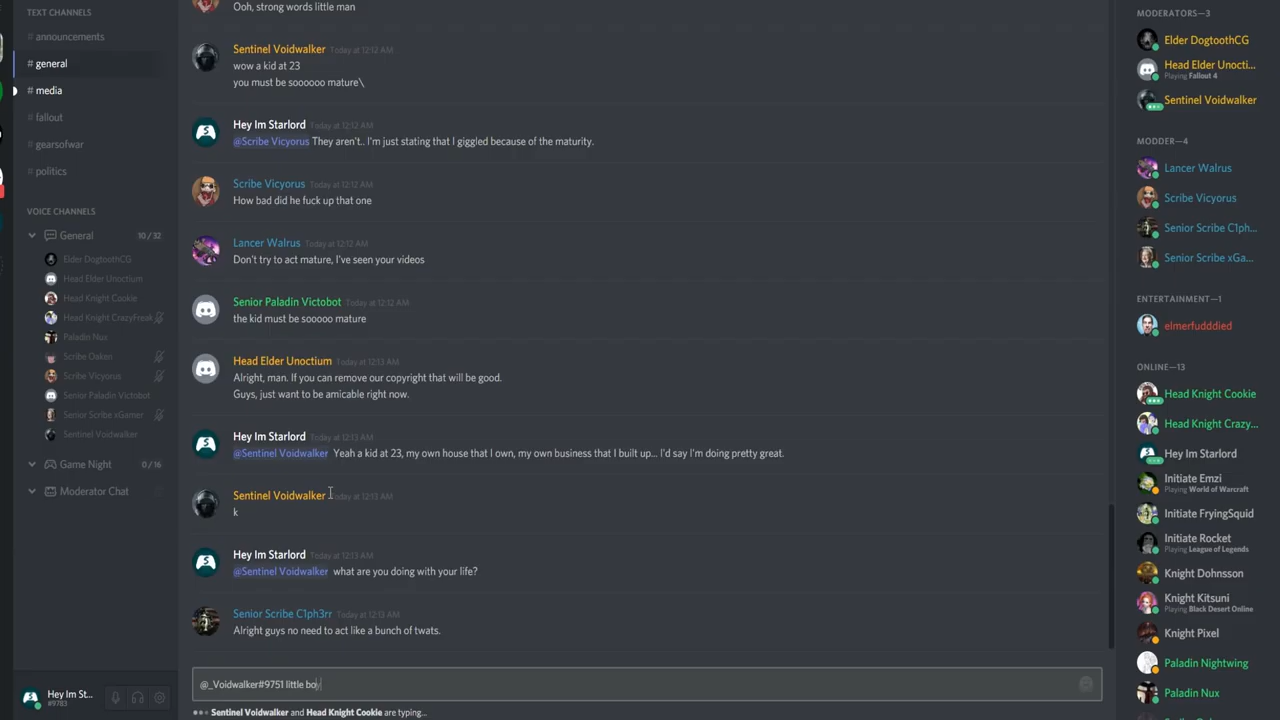 TEXT CHANNELS
# announcements
# general
# media
# fallout
# gearsofwar
# politics
VOICE CHANNELS
General 10/32
Elder DogtoothCG
Head Elder Unoctium
Head Knight Cookie
Head Knight CrazyFreak
Paladin Nux
Scribe Oaken
Scribe Vicyorus
Senior Paladin Victobot
Senior Scribe xGamer
Sentinel Voidwalker
Game Night 0/16
Moderator Chat
Hey Im St...
#9783
Ooh, strong words little man
Sentinel Voidwalker Today at 12:12 AM
wow a kid at 23
you must be soooooo mature\
Hey Im Starlord Today at 12:12 AM
@Scribe Vicyorus They aren't.. I'm just stating that I giggled because of the maturity.
Scribe Vicyorus Today at 12:12 AM
How bad did he fuck up that one
Lancer Walrus Today at 12:12 AM
Don't try to act mature, I've seen your videos
Senior Paladin Victobot Today at 12:12 AM
the kid must be sooooo mature
Head Elder Unoctium Today at 12:13 AM
Alright, man. If you can remove our copyright that will be good.
Guys, just want to be amicable right now.
Hey Im Starlord Today at 12:13 AM
@Sentinel Voidwalker Yeah a kid at 23, my own house that I own, my own business that I built up... I'd say I'm doing pretty great.
Sentinel Voidwalker Today at 12:13 AM
k
Hey Im Starlord Today at 12:13 AM
@Sentinel Voidwalker what are you doing with your life?
Senior Scribe C1ph3rr Today at 12:13 AM
Alright guys no need to act like a bunch of twats.
@_Voidwalker#9751 little boy
Sentinel Voidwalker and Head Knight Cookie are typing...
MODERATORS—3
Elder DogtoothCG
Head Elder Unocti...
Playing Fallout 4
Sentinel Voidwalker
MODDER—4
Lancer Walrus
Scribe Vicyorus
Senior Scribe C1ph...
Senior Scribe xGa...
ENTERTAINMENT—1
elmerfudddied
ONLINE—13
Head Knight Cookie
Head Knight Crazy...
Hey Im Starlord
Initiate Emzi
Playing World of Warcraft
Initiate FryingSquid
Initiate Rocket
Playing League of Legends
Knight Dohnsson
Knight Kitsuni
Playing Black Desert Online
Knight Pixel
Paladin Nightwing
Paladin Nux